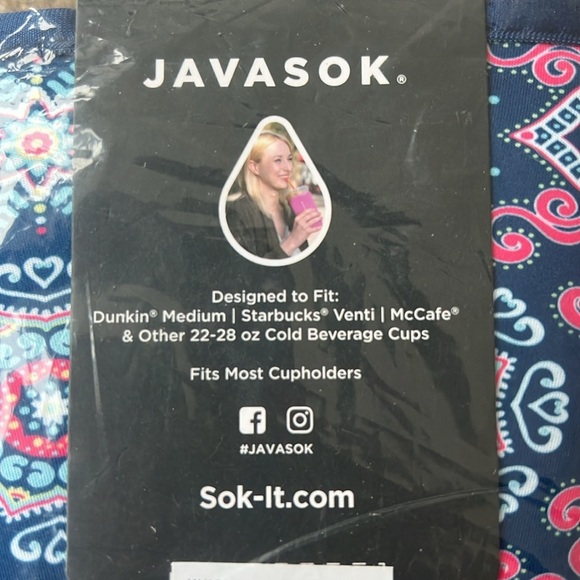 JAVASOK®
Designed to Fit:
Dunkin® Medium | Starbucks® Venti | McCafe®
& Other 22-28 oz Cold Beverage Cups
Fits Most Cupholders
#JAVASOK
Sok-It.com